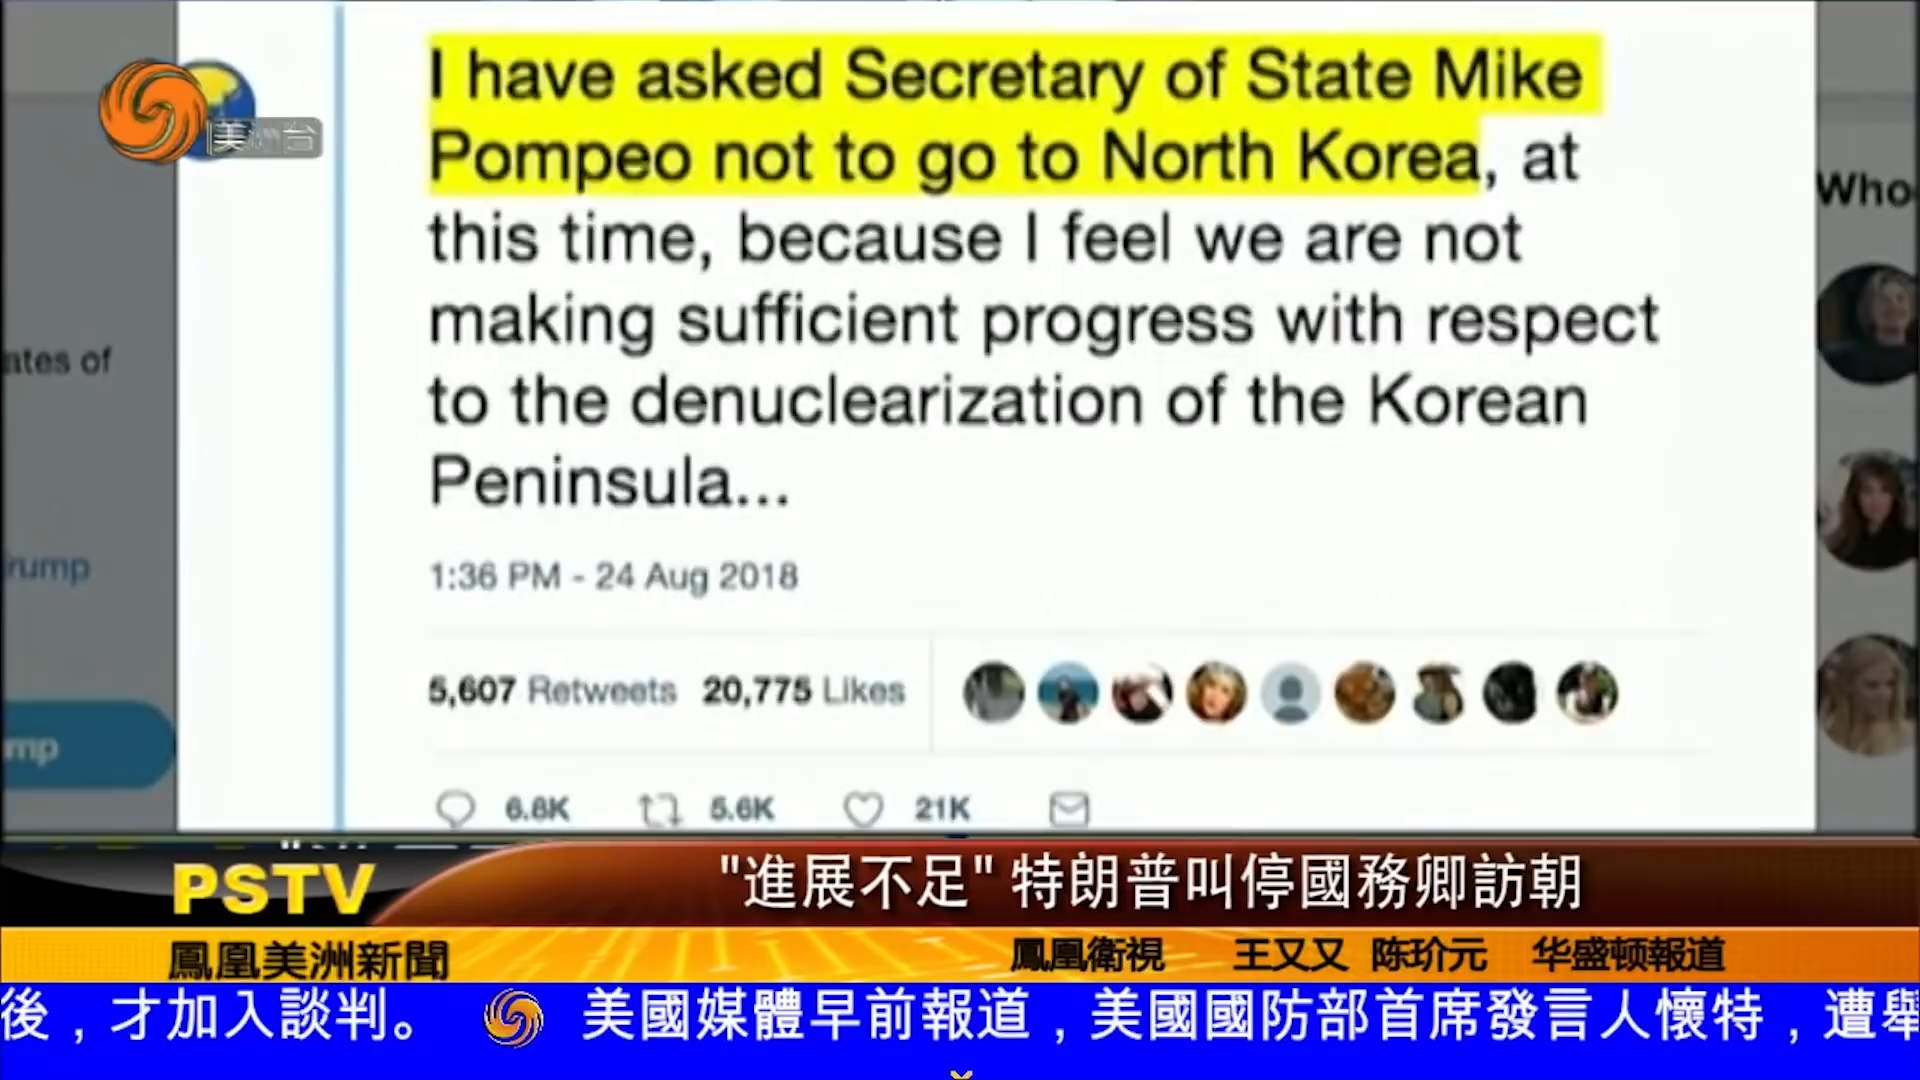 I have asked Secretary of State Mike
Pompeo not to go to North Korea, at
this time, because I feel we are not
making sufficient progress with respect
to the denuclearization of the Korean
Peninsula...
1:36 PM - 24 Aug 2018
5,607 Retweets 20,775 Likes
6.8K 5.6K 21K
美洲台
Who
ates of
rump
mp
PSTV
"進展不足" 特朗普叫停國務卿訪朝
鳳凰美洲新聞
鳳凰衛視 王又又 陈玠元 华盛顿報道
後，才加入談判。 美國媒體早前報道，美國國防部首席發言人懷特，遭舉